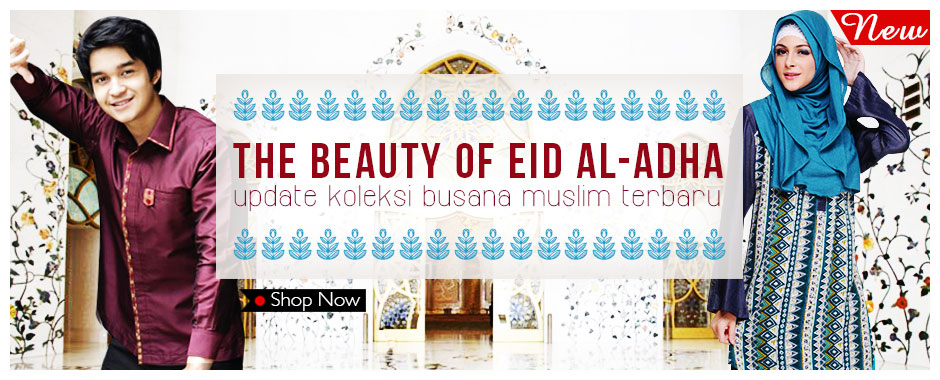 New
THE BEAUTY OF EID AL-ADHA
update koleksi busana muslim terbaru
Shop Now